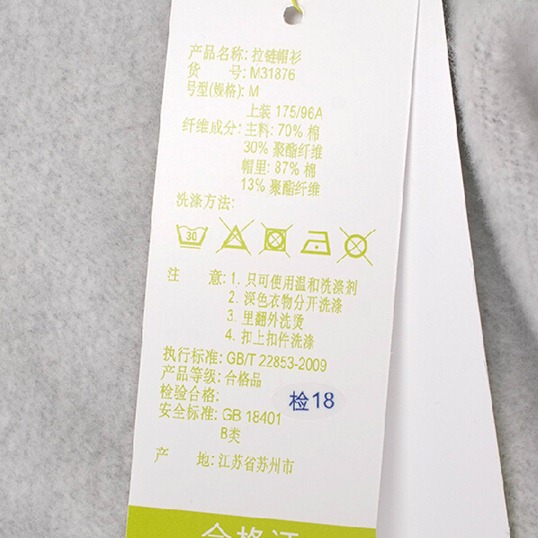 产品名称: 拉链帽衫
货 号: M31876
号型(规格): M
上装 175/96A
纤维成分: 主料: 70% 棉
30% 聚酯纤维
帽里: 87% 棉
13% 聚酯纤维
洗涤方法:
30
注 意: 1. 只可使用温和洗涤剂
2. 深色衣物分开洗涤
3. 里翻外洗烫
4. 扣上扣件洗涤
执行标准: GB/T 22853-2009
产品等级: 合格品
检验合格: 检18
安全标准: GB 18401
B类
产 地: 江苏省苏州市
合格证